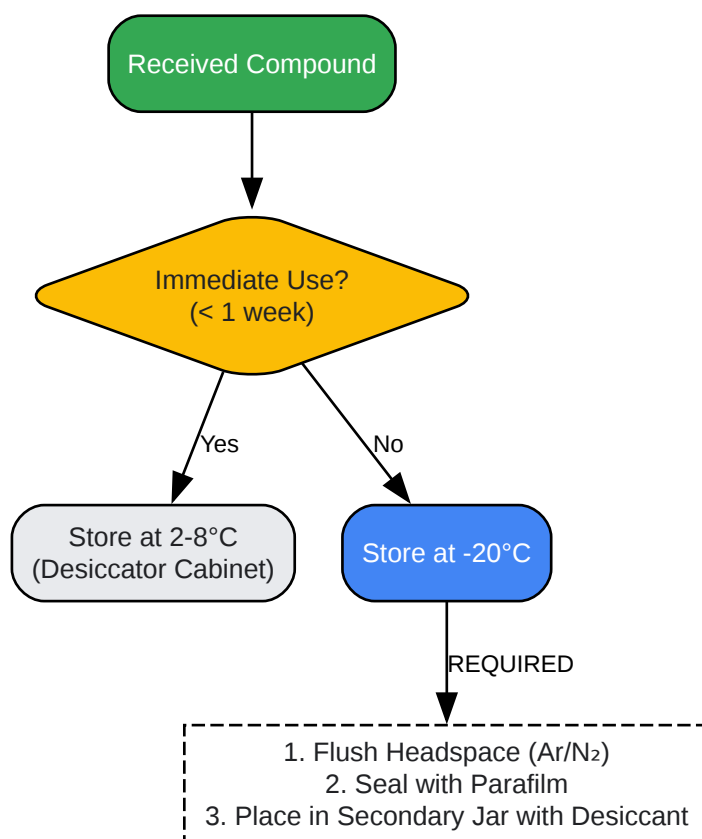 Received Compound
Immediate Use?
(< 1 week)
Yes
No
Store at 2-8°C
(Desiccator Cabinet)
Store at -20°C
REQUIRED
1. Flush Headspace (Ar/N₂)
2. Seal with Parafilm
3. Place in Secondary Jar with Desiccant